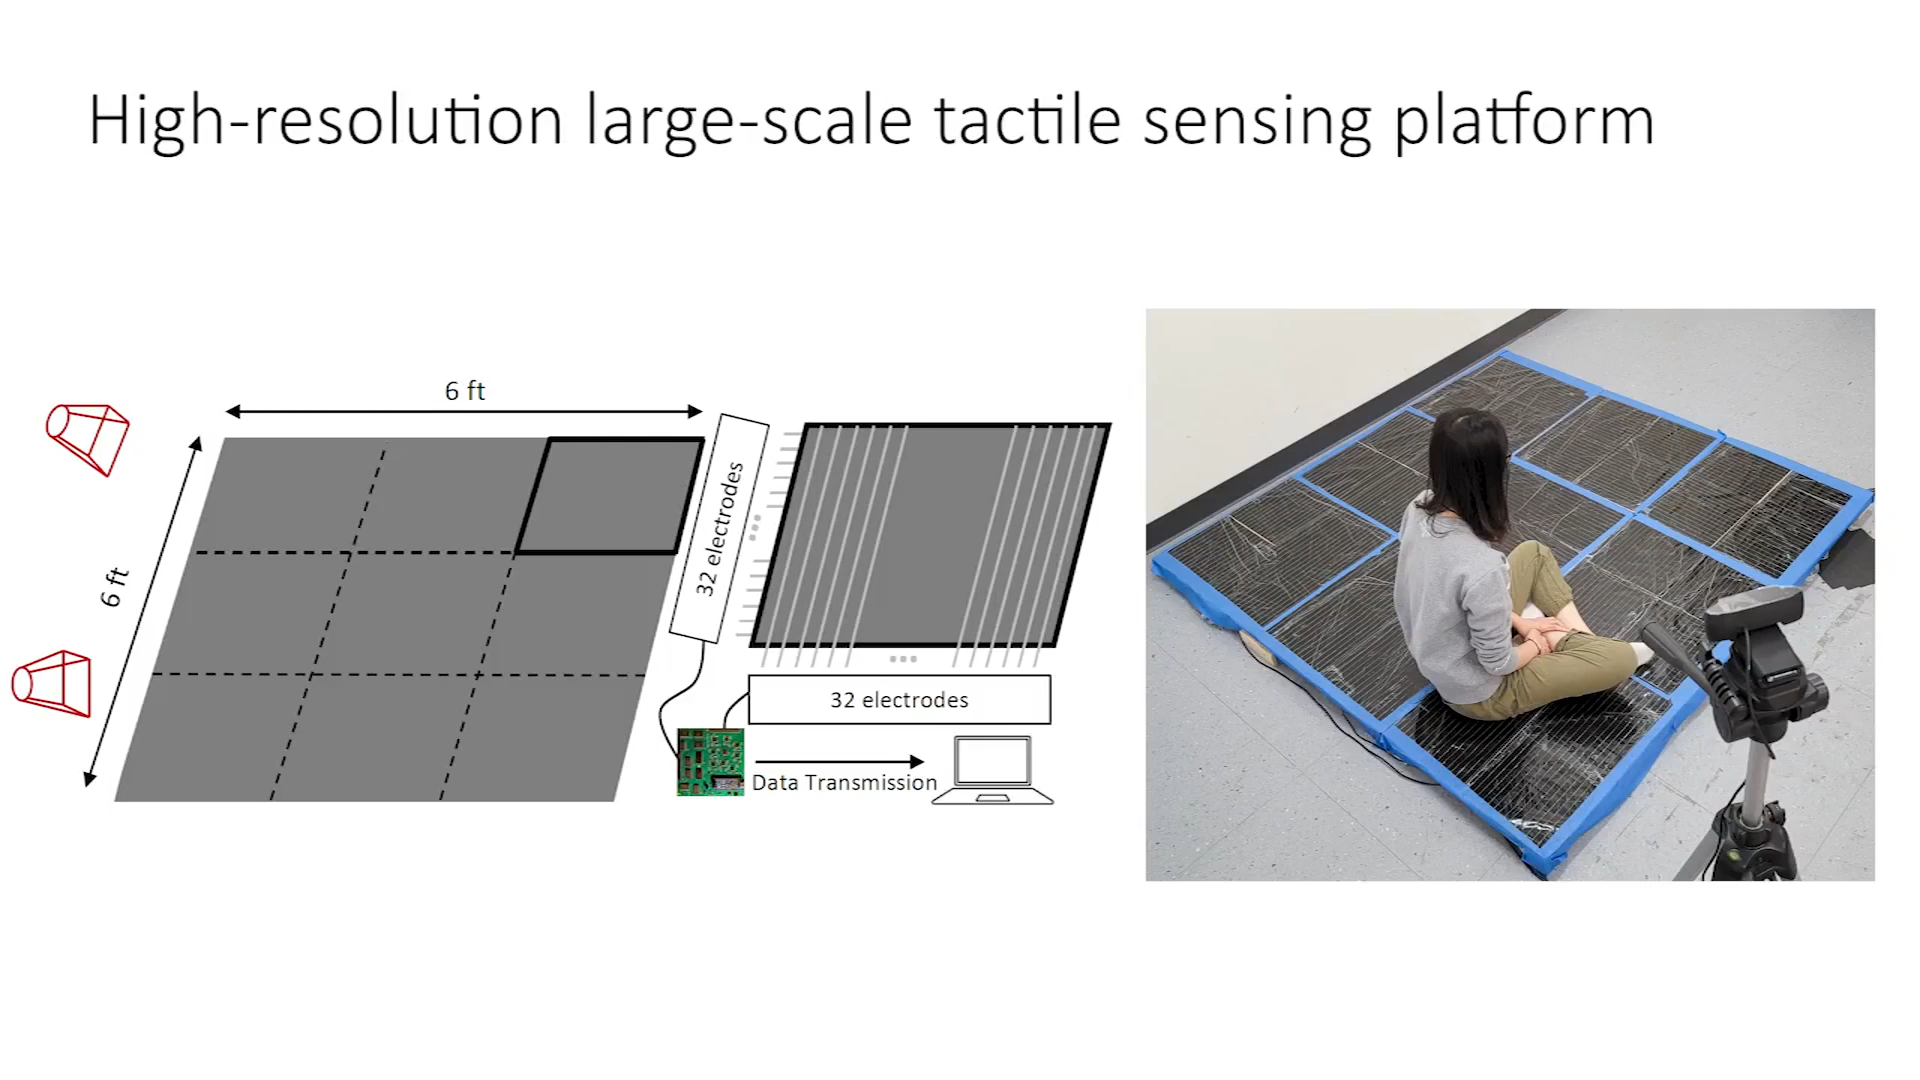 High-resolution large-scale tactile sensing platform
6 ft
6 ft
32 electrodes
32 electrodes
Data Transmission